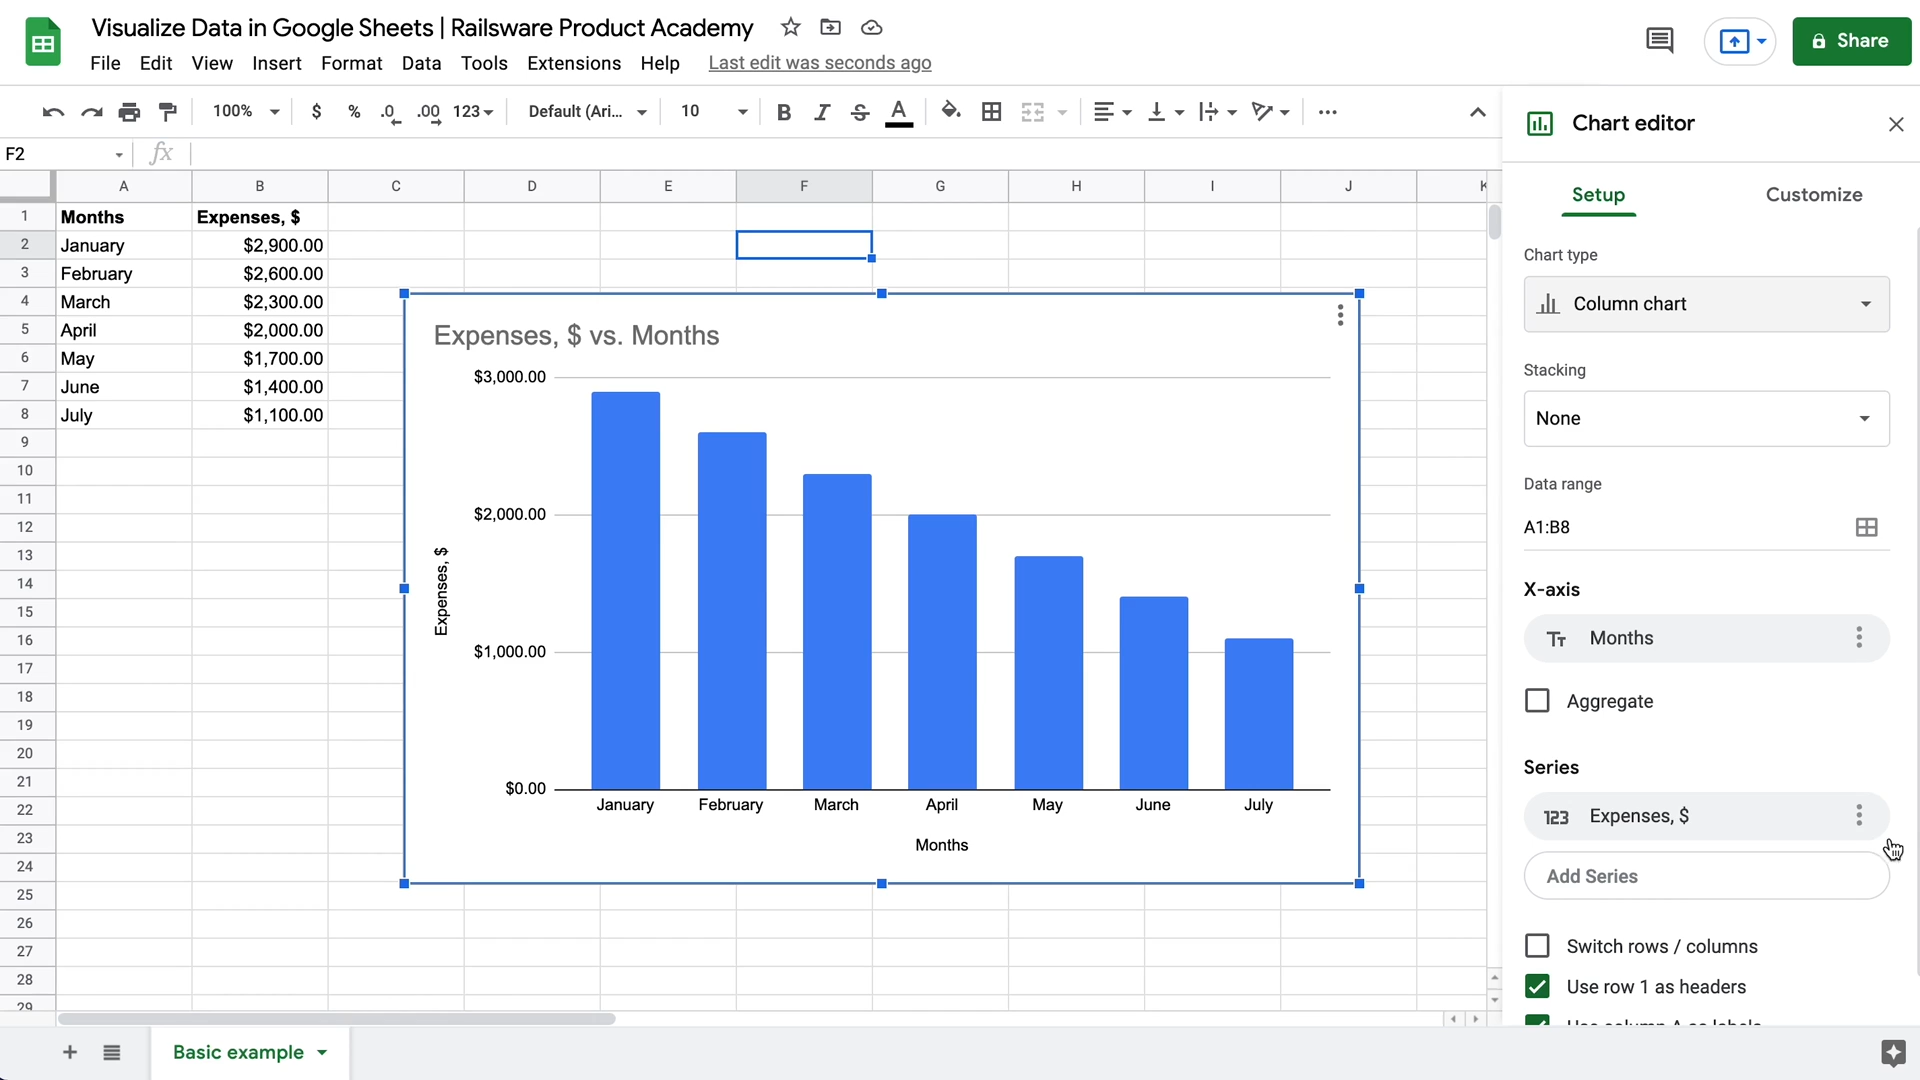 Visualize Data in Google Sheets | Railsware Product Academy
File Edit View Insert Format Data Tools Extensions Help Last edit was seconds ago
Share
100% $ % .0 .00 123 Default (Ari... 10 B I S A
F2 fx
Chart editor
Setup Customize
A B C D E F G H I J K
1 Months Expenses, $
2 January $2,900.00
3 February $2,600.00
4 March $2,300.00
5 April $2,000.00
6 May $1,700.00
7 June $1,400.00
8 July $1,100.00
9
10
11
12
13
14
15
16
17
18
19
20
21
22
23
24
25
26
27
28
29
Expenses, $ vs. Months
$3,000.00
$2,000.00
$1,000.00
$0.00
Expenses, $
January February March April May June July
Months
Chart type
Column chart
Stacking
None
Data range
A1:B8
X-axis
Tт Months
Aggregate
Series
123 Expenses, $
Add Series
Switch rows / columns
Use row 1 as headers
Use column A as labels
Basic example